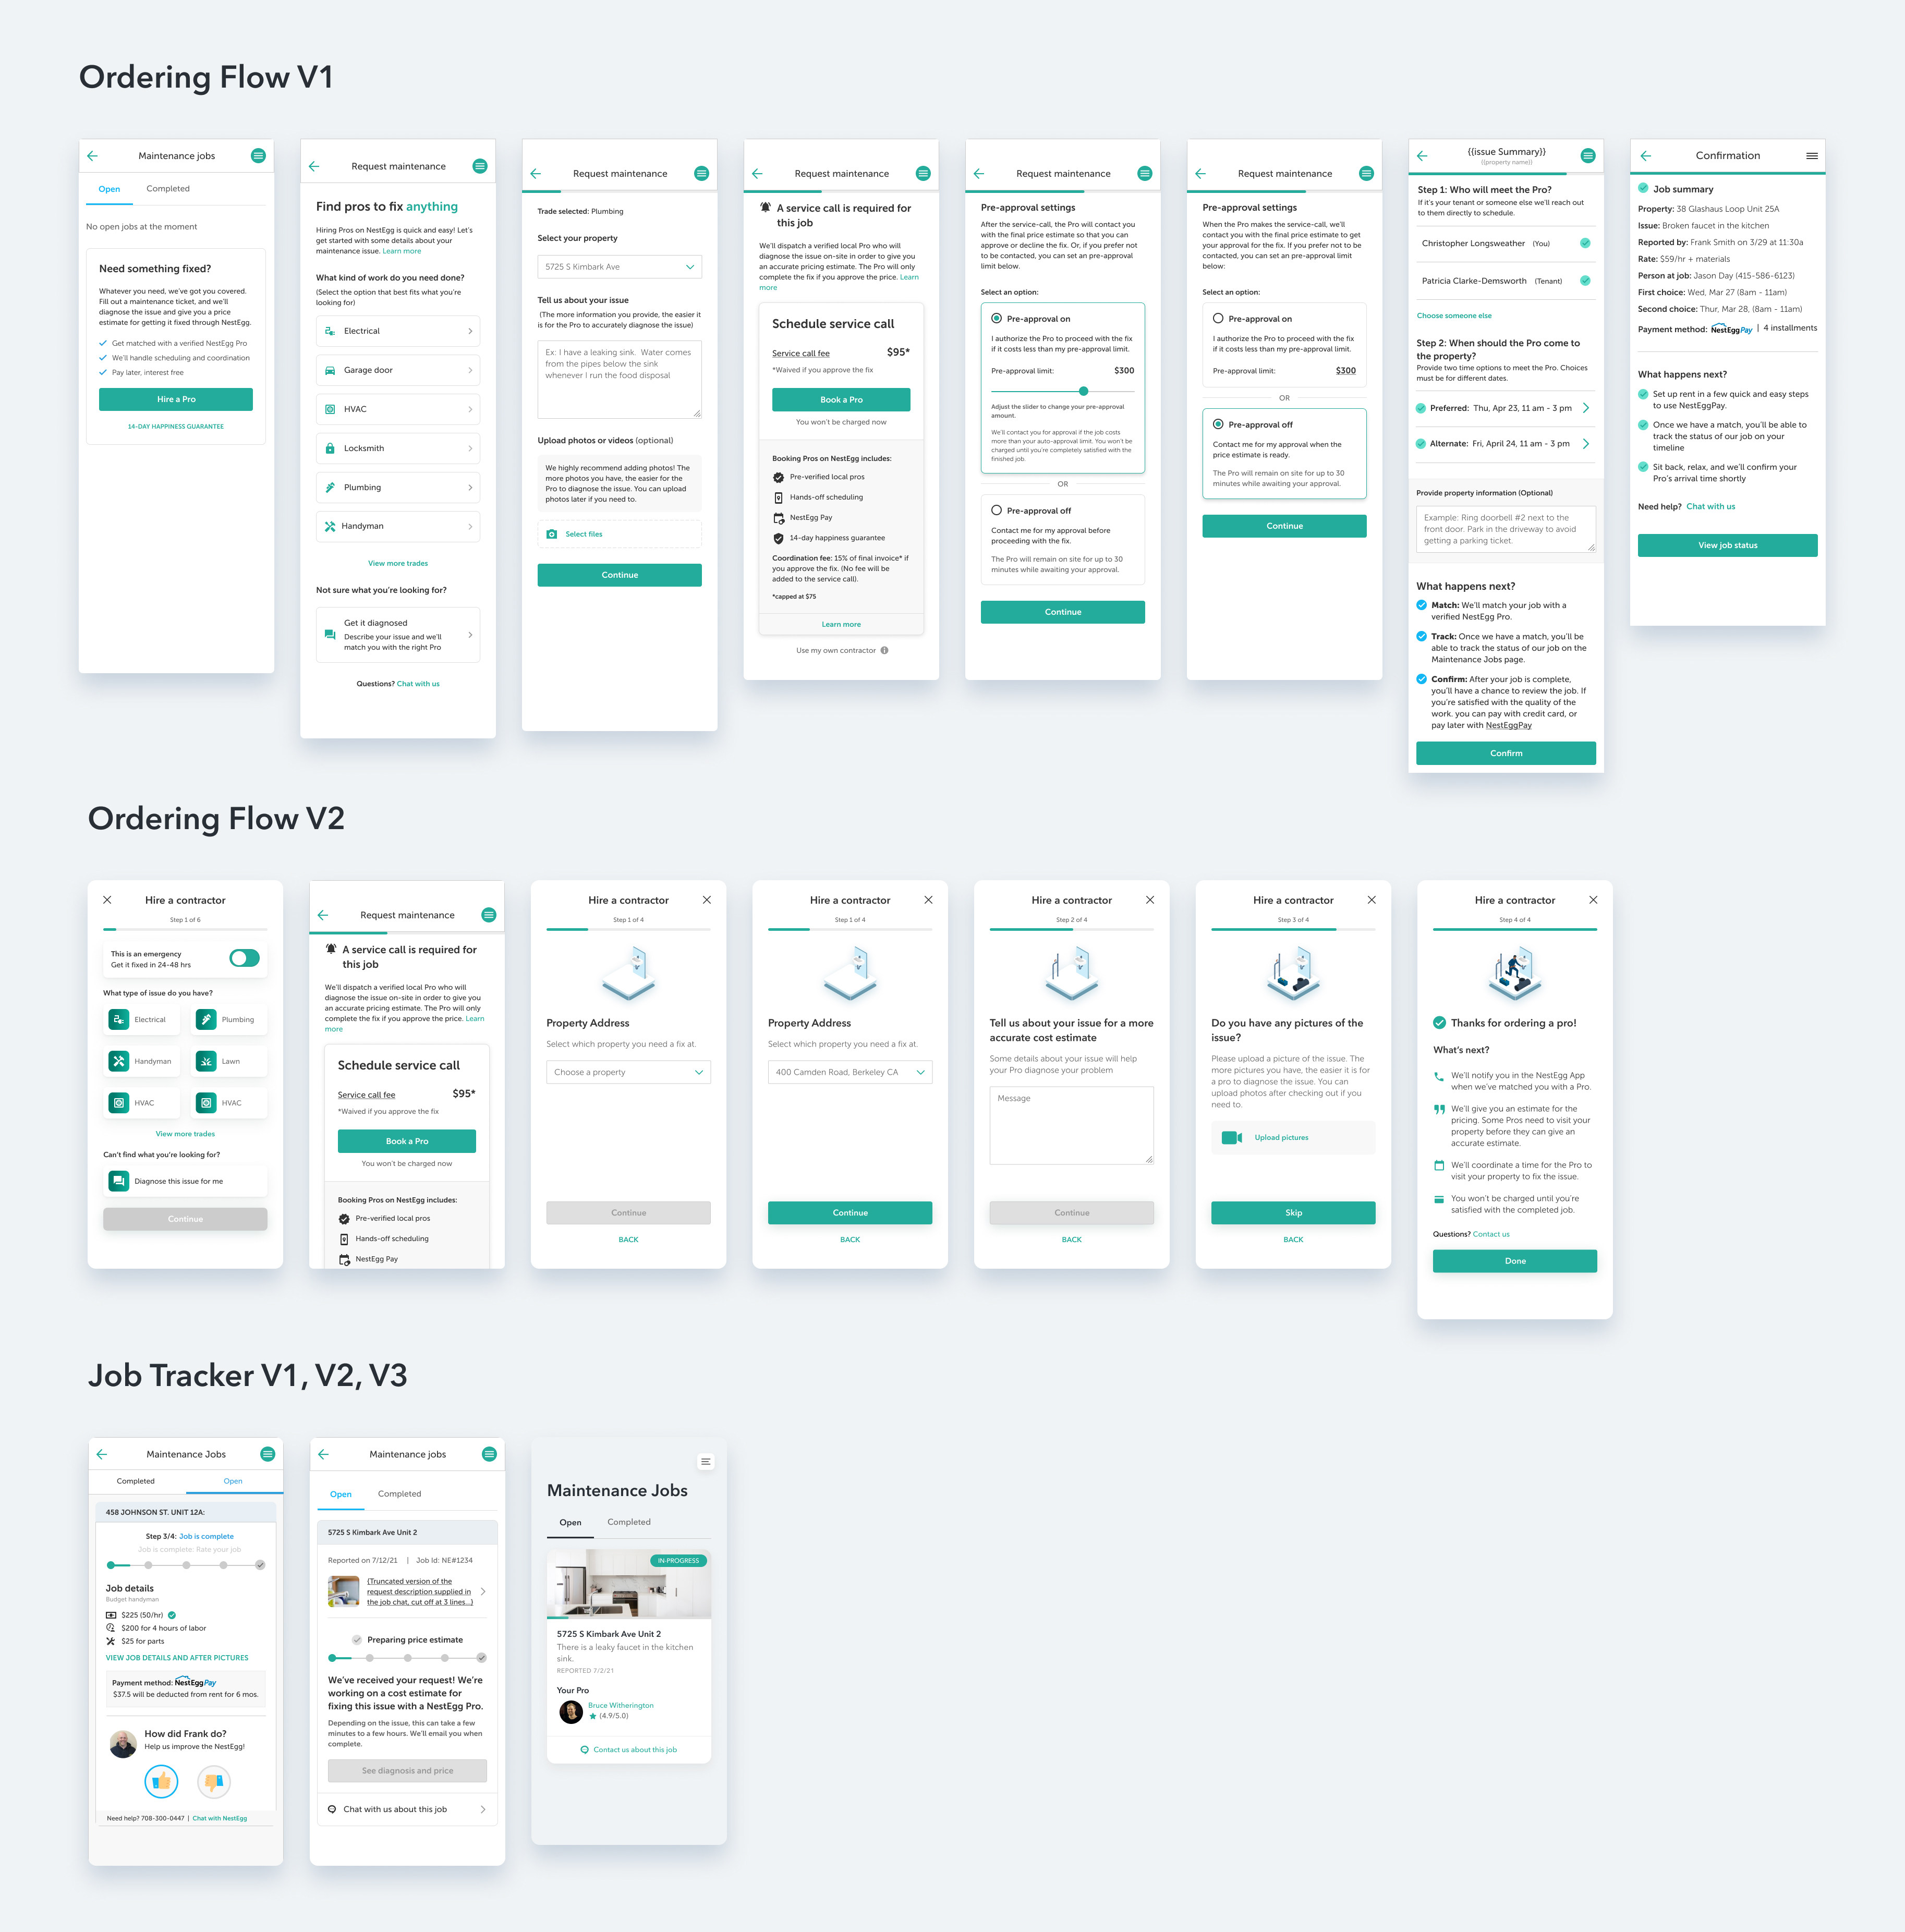 Ordering Flow V1
Maintenance jobs
Open
Completed
No open jobs at the moment
Need something fixed?
Whatever you need, we've got you covered.
Fill out a maintenance ticket, and we'll
diagnose the issue and give you a price
estimate for getting it fixed through NestEgg.
Get matched with a verified NestEgg Pro
We'll handle scheduling and coordination
Pay later, interest free
Hire a Pro
14-DAY HAPPINESS GUARANTEE
Request maintenance
Find pros to fix anything
Hiring Pros on NestEgg is quick and easy! Let's
get started with some details about your
maintenance issue. Learn more
What kind of work do you need done?
(Select the option that best fits what you're
looking for)
Electrical
Garage door
HVAC
Locksmith
Plumbing
Handyman
View more trades
Not sure what you're looking for?
Get it diagnosed
Describe your issue and we'll
match you with the right Pro
Questions? Chat with us
Request maintenance
Trade selected: Plumbing
Select your property
5725 S Kimbark Ave
Tell us about your issue
(The more information you provide, the easier it
is for the Pro to accurately diagnose the issue)
Ex: I have a leaking sink. Water comes
from the pipes below the sink
whenever I run the food disposal
Upload photos or videos (optional)
We highly recommend adding photos! The
more photos you have, the easier for the
Pro to diagnose the issue. You can upload
photos later if you need to.
Select files
Continue
Request maintenance
A service call is required for
this job
We'll dispatch a verified local Pro who will
diagnose the issue on-site in order to give you
an accurate pricing estimate. The Pro will only
complete the fix if you approve the price. Learn
more
Schedule service call
Service call fee $95*
*Waived if you approve the fix
Book a Pro
You won't be charged now
Booking Pros on NestEgg includes:
Pre-verified local pros
Hands-off scheduling
NestEgg Pay
14-day happiness guarantee
Coordination fee: 15% of final invoice* if
you approve the fix. (No fee will be
added to the service call).
*capped at $75
Learn more
Use my own contractor
Request maintenance
Pre-approval settings
After the service-call, the Pro will contact you
with the final price estimate so that you can
approve or decline the fix. Or, if you prefer not
to be contacted, you can set an pre-approval
limit below.
Select an option:
Pre-approval on
I authorize the Pro to proceed with the fix
if it costs less than my pre-approval limit.
Pre-approval limit: $300
Adjust the slider to change your pre-approval
amount.
We'll contact you for approval if the job costs
more than your auto-approval limit. You won't be
charged until you're completely satisfied with the
finished job.
OR
Pre-approval off
Contact me for my approval before
proceeding with the fix.
The Pro will remain on site for up to 30
minutes while awaiting your approval.
Continue
Request maintenance
Pre-approval settings
When the Pro makes the service-call, we'll
contact you with the final price estimate to get
your approval for the fix. If you prefer not to be
contacted, you can set an pre-approval limit
below:
Select an option:
Pre-approval on
I authorize the Pro to proceed with the fix
if it costs less than my pre-approval limit.
Pre-approval limit: $300
OR
Pre-approval off
Contact me for my approval when the
price estimate is ready.
The Pro will remain on site for up to 30
minutes while awaiting your approval.
Continue
{{issue Summary}}
{{property name}}
Step 1: Who will meet the Pro?
If it's your tenant or someone else we'll reach out
to them directly to schedule.
Christopher Longsweather (You)
Patricia Clarke-Demsworth (Tenant)
Choose someone else
Step 2: When should the Pro come to
the property?
Provide two time options to meet the Pro. Choices
must be for different dates.
Preferred: Thu, Apr 23, 11 am - 3 pm
Alternate: Fri, April 24, 11 am - 3 pm
Provide property information (Optional)
Example: Ring doorbell #2 next to the
front door. Park in the driveway to avoid
getting a parking ticket.
What happens next?
Match: We'll match your job with a
verified NestEgg Pro.
Track: Once we have a match, you'll be
able to track the status of our job on the
Maintenance Jobs page.
Confirm: After your job is complete,
you'll have a chance to review the job. If
you're satisfied with the quality of the
work. you can pay with credit card, or
pay later with NestEggPay
Confirm
Confirmation
Job summary
Property: 38 Glashaus Loop Unit 25A
Issue: Broken faucet in the kitchen
Reported by: Frank Smith on 3/29 at 11:30a
Rate: $59/hr + materials
Person at job: Jason Day (415-586-6123)
First choice: Wed, Mar 27 (8am - 11am)
Second choice: Thur, Mar 28, (8am - 11am)
Payment method: NestEggPay | 4 installments
What happens next?
Set up rent in a few quick and easy steps
to use NestEggPay.
Once we have a match, you'll be able to
track the status of our job on your
timeline
Sit back, relax, and we'll confirm your
Pro's arrival time shortly
Need help? Chat with us
View job status
Ordering Flow V2
Hire a contractor
Step 1 of 6
This is an emergency
Get it fixed in 24-48 hrs
What type of issue do you have?
Electrical
Plumbing
Handyman
Lawn
HVAC
HVAC
View more trades
Can't find what you're looking for?
Diagnose this issue for me
Continue
Request maintenance
A service call is required for
this job
We'll dispatch a verified local Pro who will
diagnose the issue on-site in order to give you
an accurate pricing estimate. The Pro will only
complete the fix if you approve the price. Learn
more
Schedule service call
Service call fee $95*
*Waived if you approve the fix
Book a Pro
You won't be charged now
Booking Pros on NestEgg includes:
Pre-verified local pros
Hands-off scheduling
NestEgg Pay
Hire a contractor
Step 1 of 4
Property Address
Select which property you need a fix at.
Choose a property
Continue
BACK
Hire a contractor
Step 1 of 4
Property Address
Select which property you need a fix at.
400 Camden Road, Berkeley CA
Continue
BACK
Hire a contractor
Step 2 of 4
Tell us about your issue for a more
accurate cost estimate
Some details about your issue will help
your Pro diagnose your problem
Message
Continue
BACK
Hire a contractor
Step 3 of 4
Do you have any pictures of the
issue?
Please upload a picture of the issue. The
more pictures you have, the easier it is for
a pro to diagnose the issue. You can
upload photos after checking out if you
need to.
Upload pictures
Skip
BACK
Hire a contractor
Step 4 of 4
Thanks for ordering a pro!
What's next?
We'll notify you in the NestEgg App
when we've matched you with a Pro.
We'll give you an estimate for the
pricing. Some Pros need to visit your
property before they can give an
accurate estimate.
We'll coordinate a time for the Pro to
visit your property to fix the issue.
You won't be charged until you're
satisfied with the completed job.
Questions? Contact us
Done
Job Tracker V1, V2, V3
Maintenance Jobs
Completed
Open
458 JOHNSON ST. UNIT 12A:
Step 3/4: Job is complete
Job is complete: Rate your job
Job details
Budget handyman
$225 (50/hr)
$200 for 4 hours of labor
$25 for parts
VIEW JOB DETAILS AND AFTER PICTURES
Payment method: NestEggPay
$37.5 will be deducted from rent for 6 mos.
How did Frank do?
Help us improve the NestEgg!
Need help? 708-300-0447 | Chat with NestEgg
Maintenance jobs
Open
Completed
5725 S Kimbark Ave Unit 2
Reported on 7/12/21 | Job Id: NE#1234
{Truncated version of the
request description supplied in
the job chat, cut off at 3 lines...}
Preparing price estimate
We've received your request! We're
working on a cost estimate for
fixing this issue with a NestEgg Pro.
Depending on the issue, this can take a few
minutes to a few hours. We'll email you when
complete.
See diagnosis and price
Chat with us about this job
Maintenance Jobs
Open
Completed
IN-PROGRESS
5725 S Kimbark Ave Unit 2
There is a leaky faucet in the kitchen
sink.
REPORTED 7/2/21
Your Pro
Bruce Witherington
(4.9/5.0)
Contact us about this job